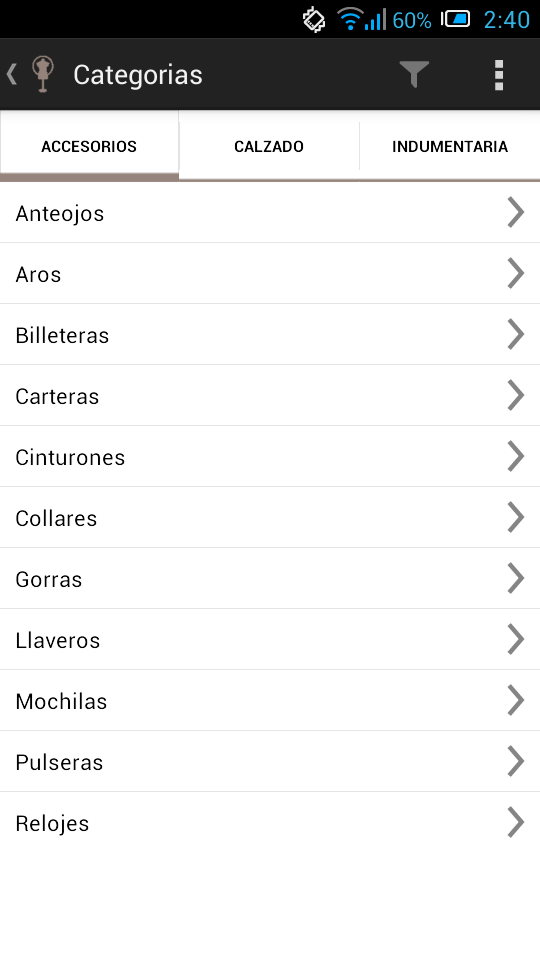 60% 2:40
Categorias
ACCESORIOS CALZADO INDUMENTARIA
Anteojos
Aros
Billeteras
Carteras
Cinturones
Collares
Gorras
Llaveros
Mochilas
Pulseras
Relojes